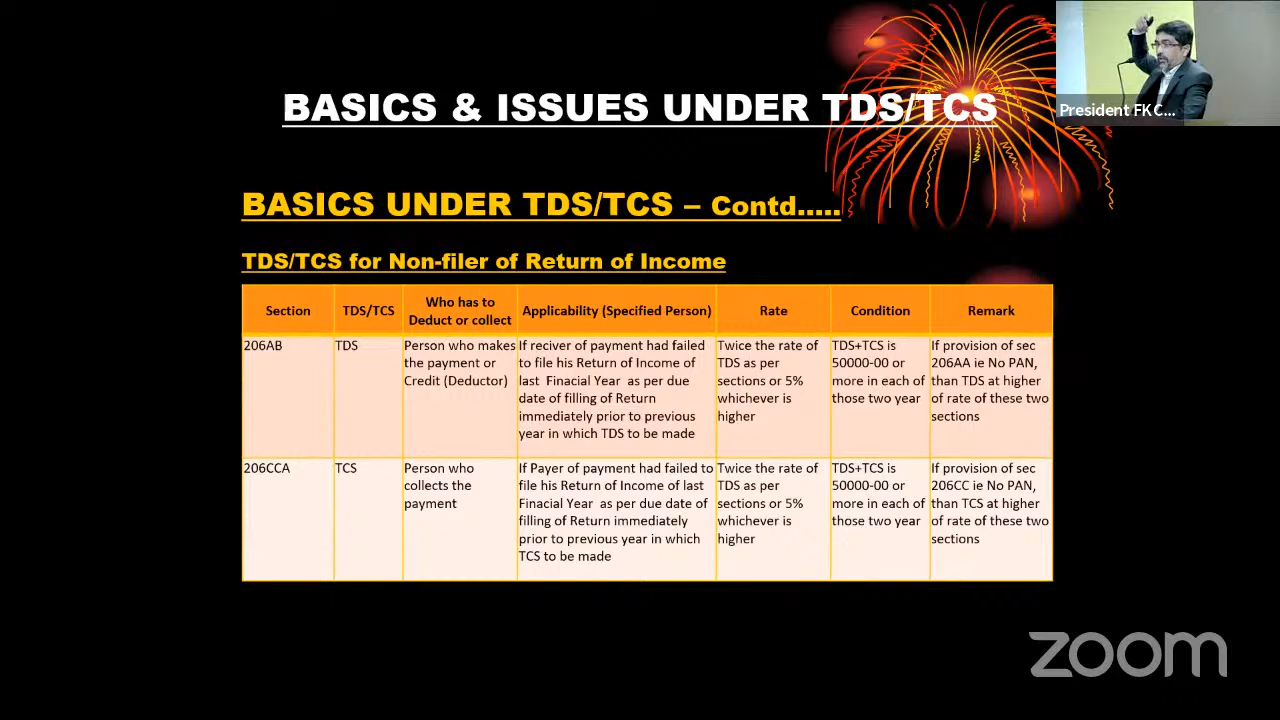 BASICS & ISSUES UNDER TDS/TCS
President FKC...
BASICS UNDER TDS/TCS – Contd.....
TDS/TCS for Non-filer of Return of Income
Section TDS/TCS Who has to Deduct or collect Applicability (Specified Person) Rate Condition Remark
206AB
TDS
Person who makes
the payment or
Credit (Deductor)
If reciver of payment had failed
to file his Return of Income of
last Finacial Year as per due
date of filling of Return
immediately prior to previous
year in which TDS to be made
Twice the rate of
TDS as per
sections or 5%
whichever is
higher
TDS+TCS is
50000-00 or
more in each of
those two year
If provision of sec
206AA ie No PAN,
than TDS at higher
of rate of these two
sections
206CCA
TCS
Person who
collects the
payment
If Payer of payment had failed to
file his Return of Income of last
Finacial Year as per due date of
filling of Return immediately
prior to previous year in which
TCS to be made
Twice the rate of
TDS as per
sections or 5%
whichever is
higher
TDS+TCS is
50000-00 or
more in each of
those two year
If provision of sec
206CC ie No PAN,
than TCS at higher
of rate of these two
sections
zoom